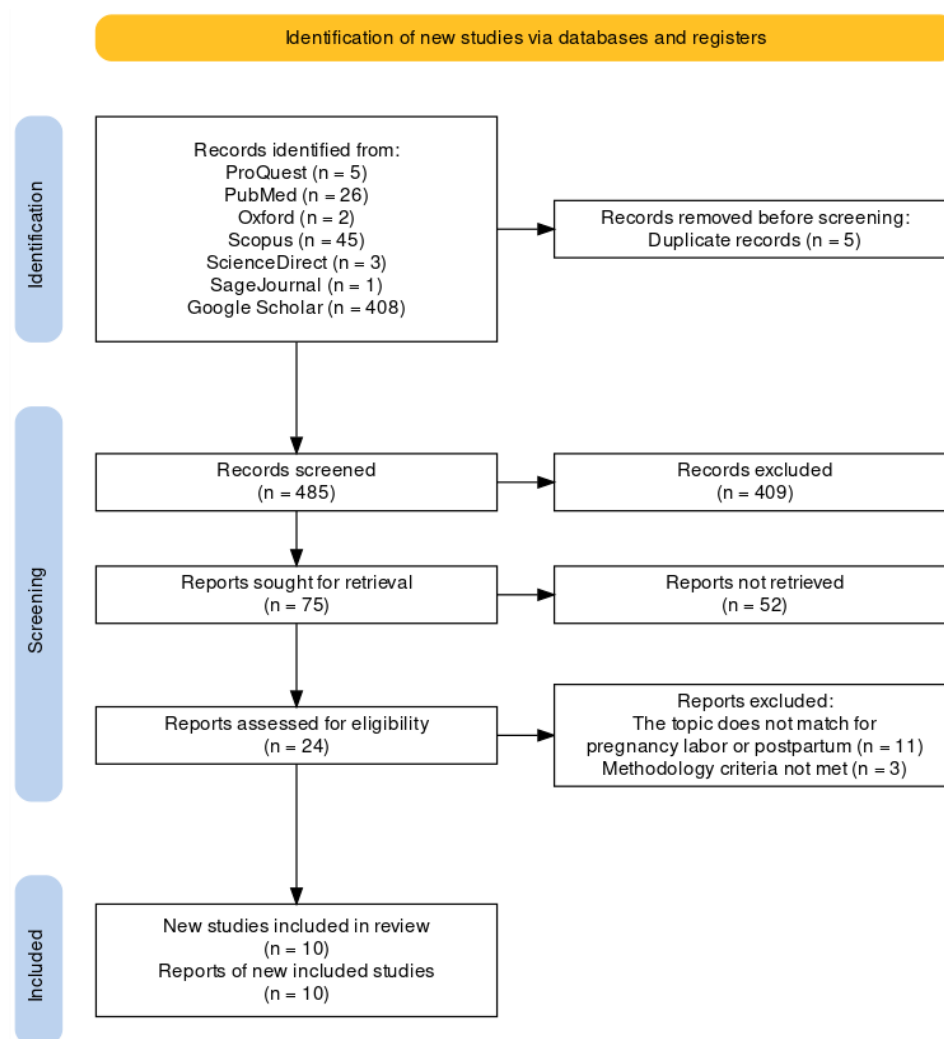 Identification of new studies via databases and registers
Identification
Records identified from:
ProQuest (n = 5)
PubMed (n = 26)
Oxford (n = 2)
Scopus (n = 45)
ScienceDirect (n = 3)
SageJournal (n = 1)
Google Scholar (n = 408)
Records removed before screening:
Duplicate records (n = 5)
Screening
Records screened
(n = 485)
Records excluded
(n = 409)
Reports sought for retrieval
(n = 75)
Reports not retrieved
(n = 52)
Reports assessed for eligibility
(n = 24)
Reports excluded:
The topic does not match for
pregnancy labor or postpartum (n = 11)
Methodology criteria not met (n = 3)
Included
New studies included in review
(n = 10)
Reports of new included studies
(n = 10)